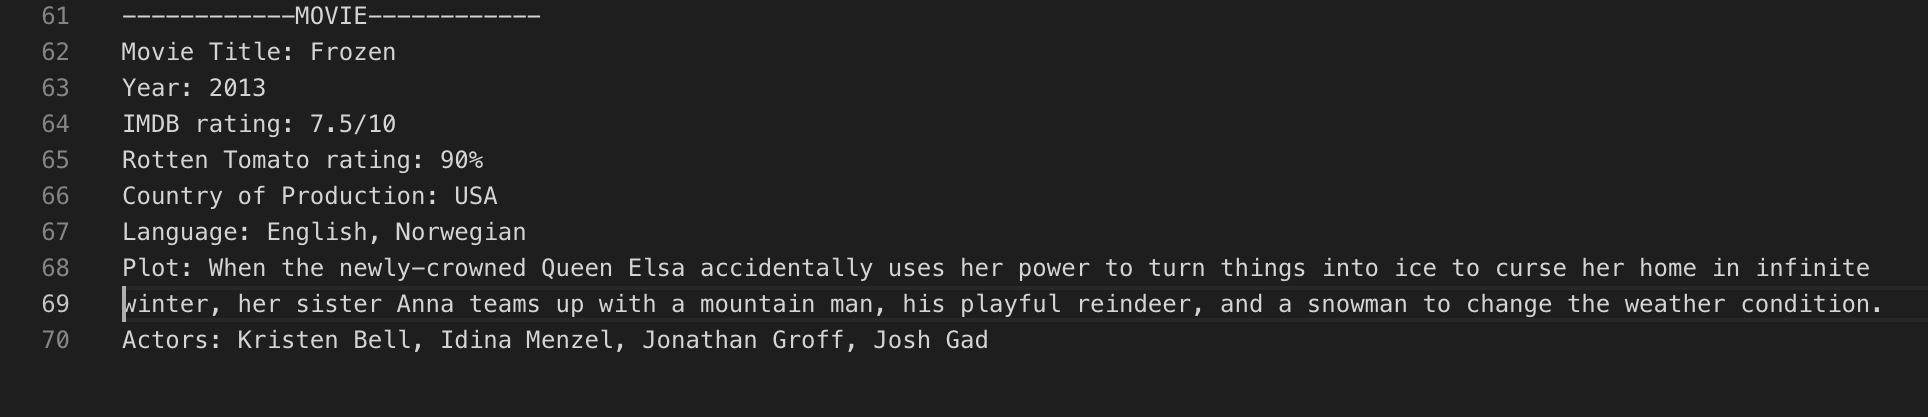 61 ------------MOVIE------------
62 Movie Title: Frozen
63 Year: 2013
64 IMDB rating: 7.5/10
65 Rotten Tomato rating: 90%
66 Country of Production: USA
67 Language: English, Norwegian
68 Plot: When the newly-crowned Queen Elsa accidentally uses her power to turn things into ice to curse her home in infinite
69 winter, her sister Anna teams up with a mountain man, his playful reindeer, and a snowman to change the weather condition.
70 Actors: Kristen Bell, Idina Menzel, Jonathan Groff, Josh Gad